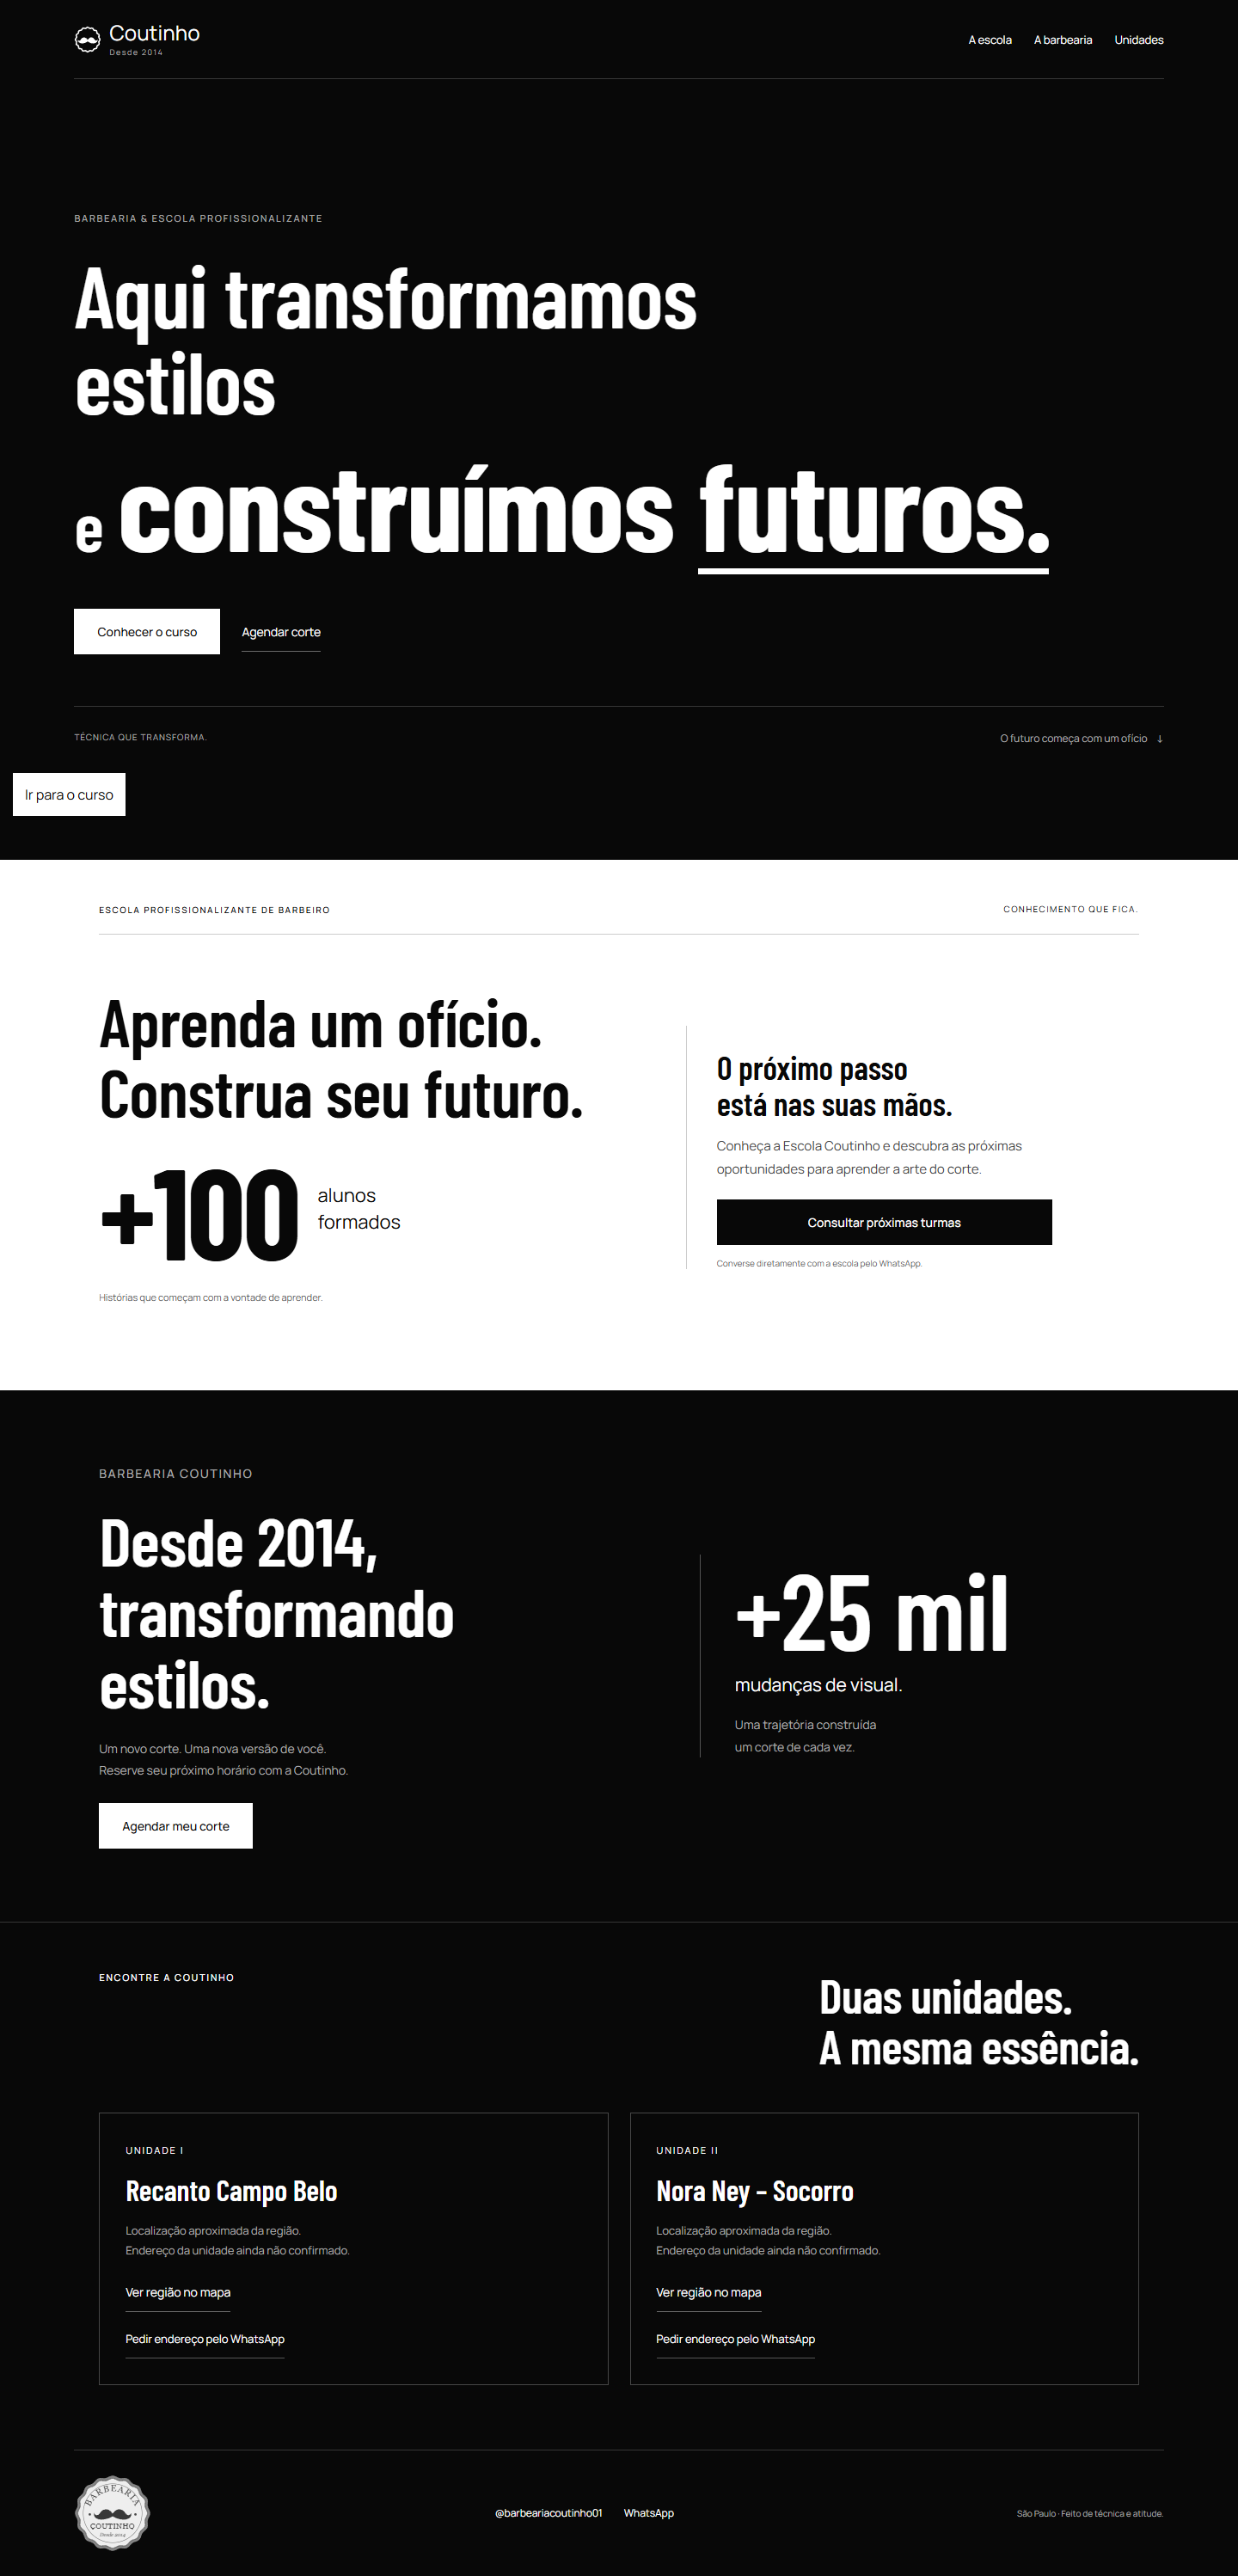 Coutinho
Desde 2014
A escola
A barbearia
Unidades
BARBEARIA & ESCOLA PROFISSIONALIZANTE
Aqui transformamos
estilos
e construímos futuros.
Conhecer o curso
Agendar corte
TÉCNICA QUE TRANSFORMA.
O futuro começa com um ofício ↓
Ir para o curso
ESCOLA PROFISSIONALIZANTE DE BARBEIRO
CONHECIMENTO QUE FICA.
Aprenda um ofício.
Construa seu futuro.
+100
alunos
formados
Histórias que começam com a vontade de aprender.
O próximo passo
está nas suas mãos.
Conheça a Escola Coutinho e descubra as próximas
oportunidades para aprender a arte do corte.
Consultar próximas turmas
Converse diretamente com a escola pelo WhatsApp.
BARBEARIA COUTINHO
Desde 2014,
transformando
estilos.
Um novo corte. Uma nova versão de você.
Reserve seu próximo horário com a Coutinho.
Agendar meu corte
+25 mil
mudanças de visual.
Uma trajetória construída
um corte de cada vez.
ENCONTRE A COUTINHO
Duas unidades.
A mesma essência.
UNIDADE I
Recanto Campo Belo
Localização aproximada da região.
Endereço da unidade ainda não confirmado.
Ver região no mapa
Pedir endereço pelo WhatsApp
UNIDADE II
Nora Ney – Socorro
Localização aproximada da região.
Endereço da unidade ainda não confirmado.
Ver região no mapa
Pedir endereço pelo WhatsApp
BARBEARIA
COUTINHO
Desde 2014
@barbeariacoutinho01
WhatsApp
São Paulo · Feito de técnica e atitude.